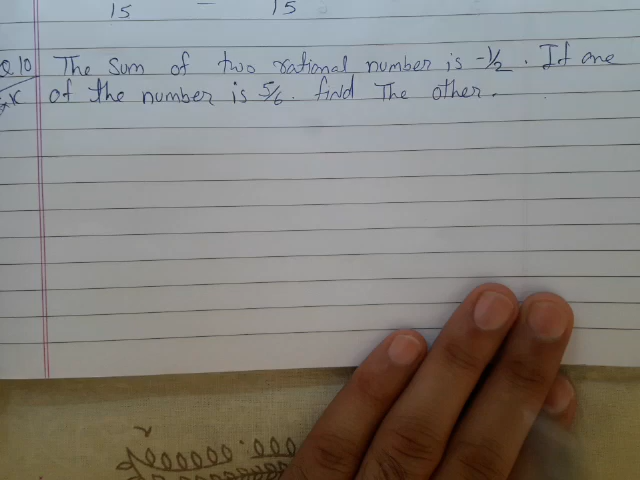 15 — 15
Q10 The sum of two rational number is -1/2. If one
of the number is 5/6. find The other.